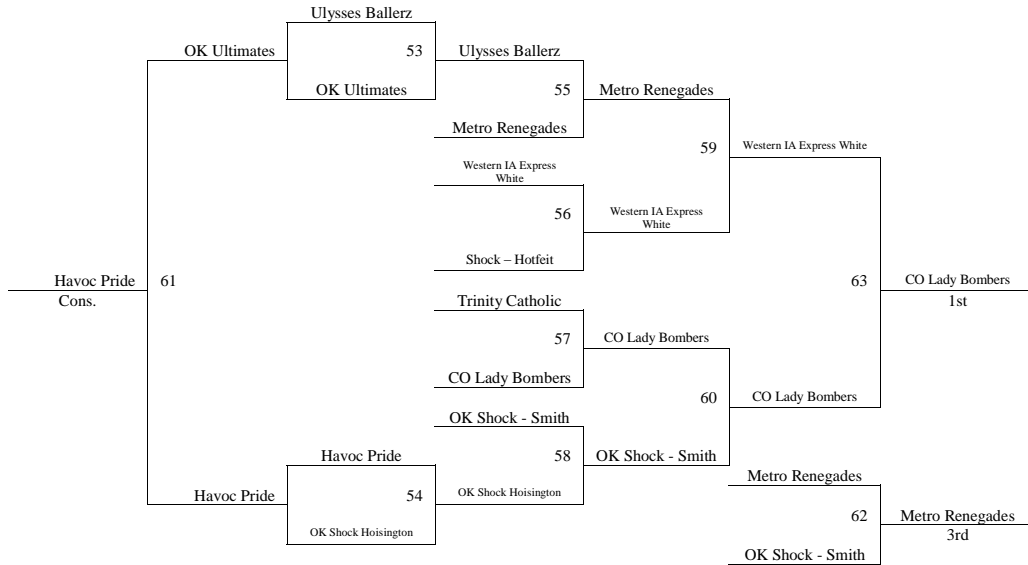 Ulysses Ballerz
OK Ultimates
53
Ulysses Ballerz
OK Ultimates
55
Metro Renegades
Metro Renegades
59
Western IA Express White
Western IA Express
White
56
Western IA Express
White
Shock – Hotfeit
Havoc Pride
61
Cons.
63
CO Lady Bombers
1st
Trinity Catholic
57
CO Lady Bombers
CO Lady Bombers
60
CO Lady Bombers
OK Shock - Smith
Havoc Pride
58
OK Shock - Smith
Metro Renegades
Havoc Pride
54
OK Shock Hoisington
62
Metro Renegades
3rd
OK Shock Hoisington
OK Shock - Smith